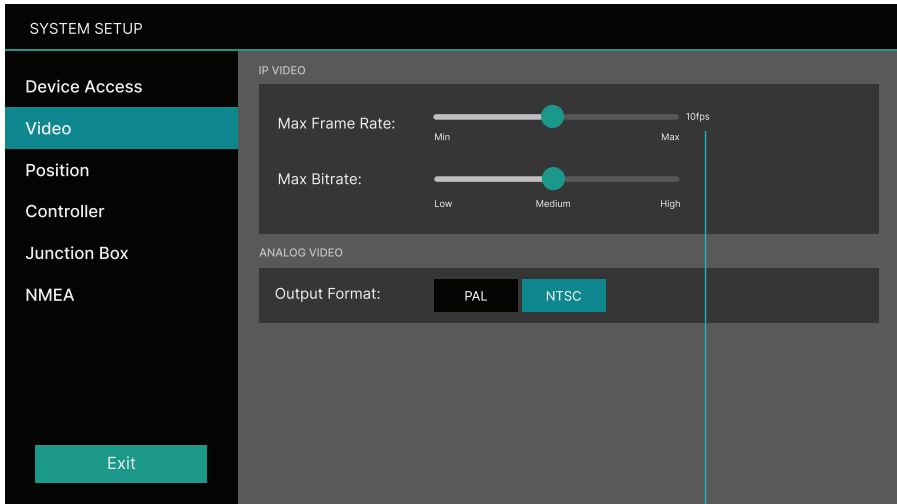 SYSTEM SETUP
Device Access
Video
Position
Controller
Junction Box
NMEA
Exit
IP VIDEO
Max Frame Rate:
10fps
Min Max
Max Bitrate:
Low Medium High
ANALOG VIDEO
Output Format: PAL NTSC